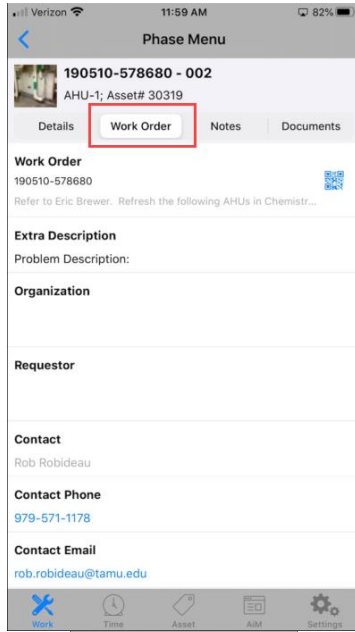 Verizon 11:59 AM 82%
Phase Menu
190510-578680 - 002
AHU-1; Asset# 30319
Details Work Order Notes Documents
Work Order
190510-578680
Refer to Eric Brewer. Refresh the following AHUs in Chemistr...
Extra Description
Problem Description:
Organization
Requestor
Contact
Rob Robideau
Contact Phone
979-571-1178
Contact Email
rob.robideau@tamu.edu
Work Time Asset AiM Settings